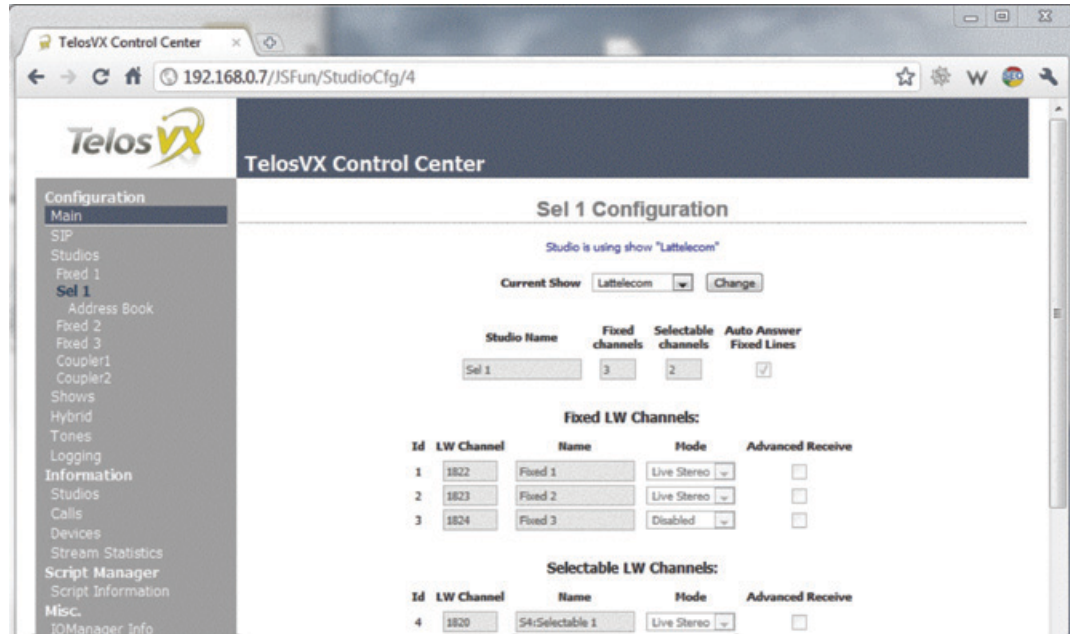 TelosVX Control Center
192.168.0.7/JSFun/StudioCfg/4
W
SEO
Telos VX
TelosVX Control Center
Configuration
Main
SIP
Studios
Fixed 1
Sel 1
Address Book
Fixed 2
Fixed 3
Coupler1
Coupler2
Shows
Hybrid
Tones
Logging
Information
Studios
Calls
Devices
Stream Statistics
Script Manager
Script Information
Misc.
IOManager Info
Sel 1 Configuration
Studio is using show "Lattelecom"
Current Show Lattelecom Change
Studio Name Fixed channels Selectable channels Auto Answer Fixed Lines
Sel 1 3 2
Fixed LW Channels:
Id LW Channel Name Mode Advanced Receive
1 1822 Fixed 1 Live Stereo
2 1823 Fixed 2 Live Stereo
3 1824 Fixed 3 Disabled
Selectable LW Channels:
Id LW Channel Name Mode Advanced Receive
4 1820 S4:Selectable 1 Live Stereo